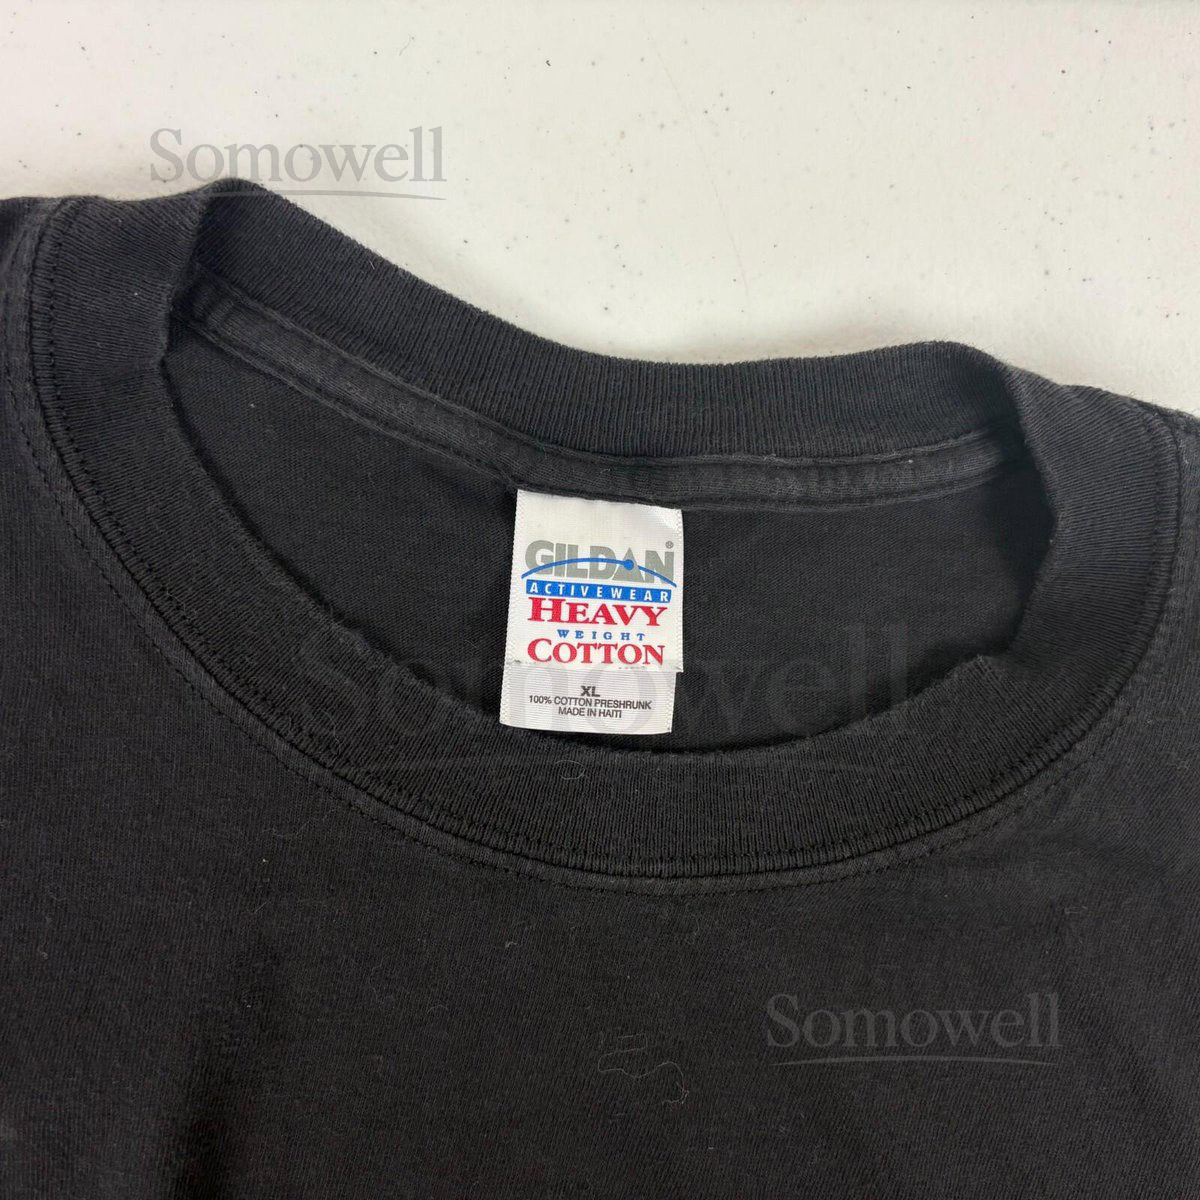 Somowell
GILDAN®
ACTIVEWEAR
HEAVY
WEIGHT
COTTON
XL
100% COTTON PRESHRUNK
MADE IN HAITI
Somowell
Somowell